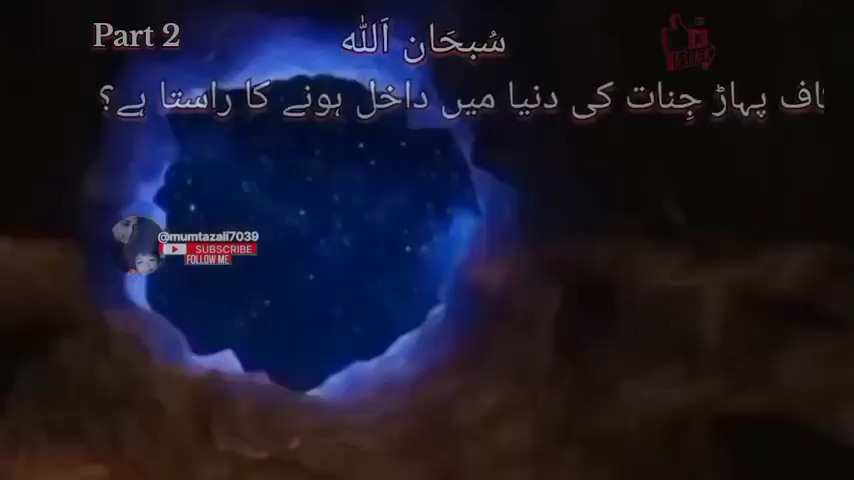 Part 2
سُبحَان اَللّٰه
پہاڑ جِنات کی دنیا میں داخل ہونے کا راستا ہے؟
@mumtazali7039
SUBSCRIBE
FOLLOW ME